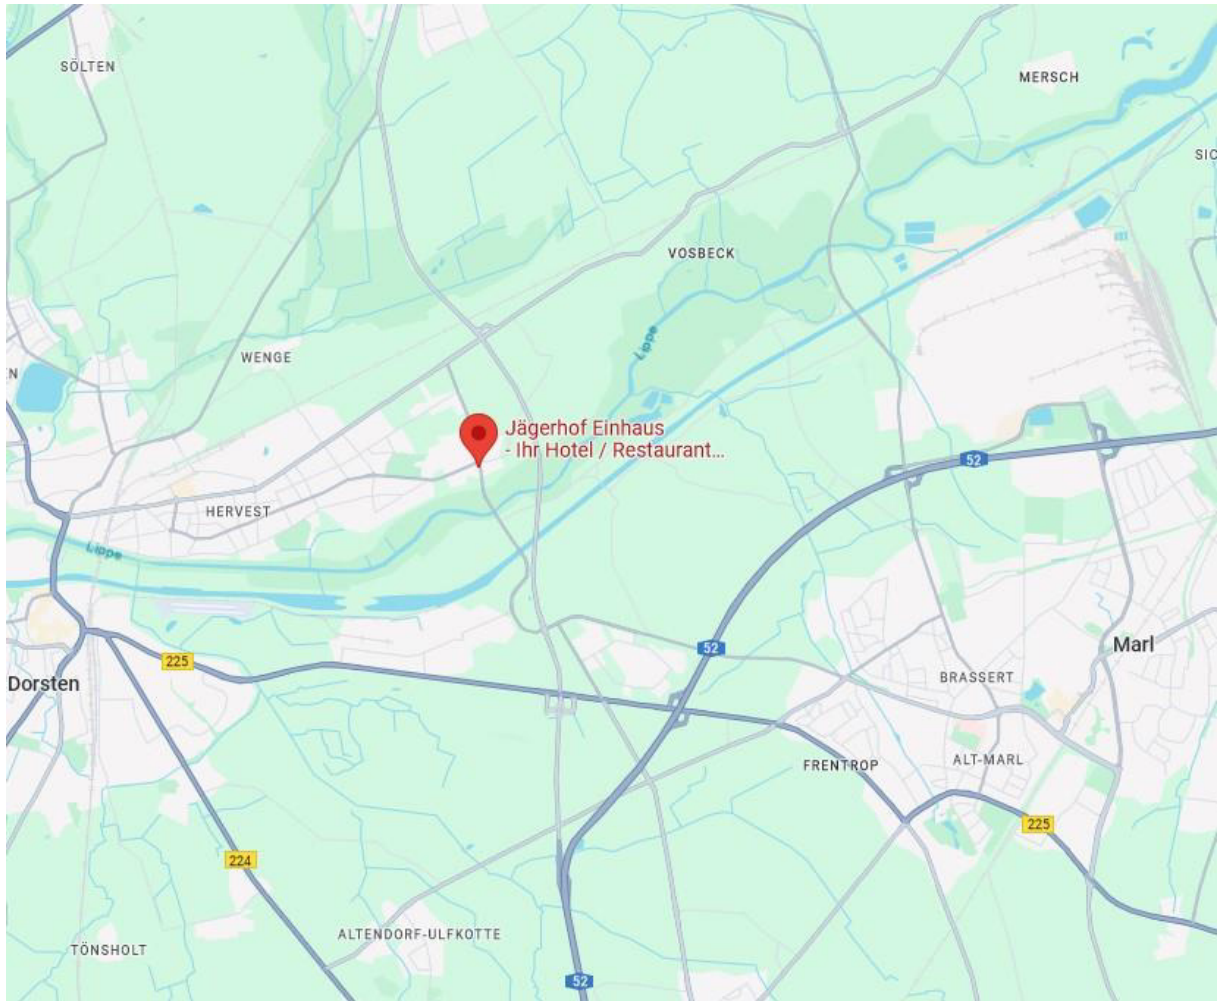 SÖLTEN
MERSCH
SIC
VOSBECK
Lippe
WENGE
EN
Jägerhof Einhaus
- Ihr Hotel / Restaurant...
52
HERVEST
Lippe
225
52
Marl
Dorsten
BRASSERT
FRENTROP
ALT-MARL
225
224
ALTENDORF-ULFKOTTE
TÖNSHOLT
52